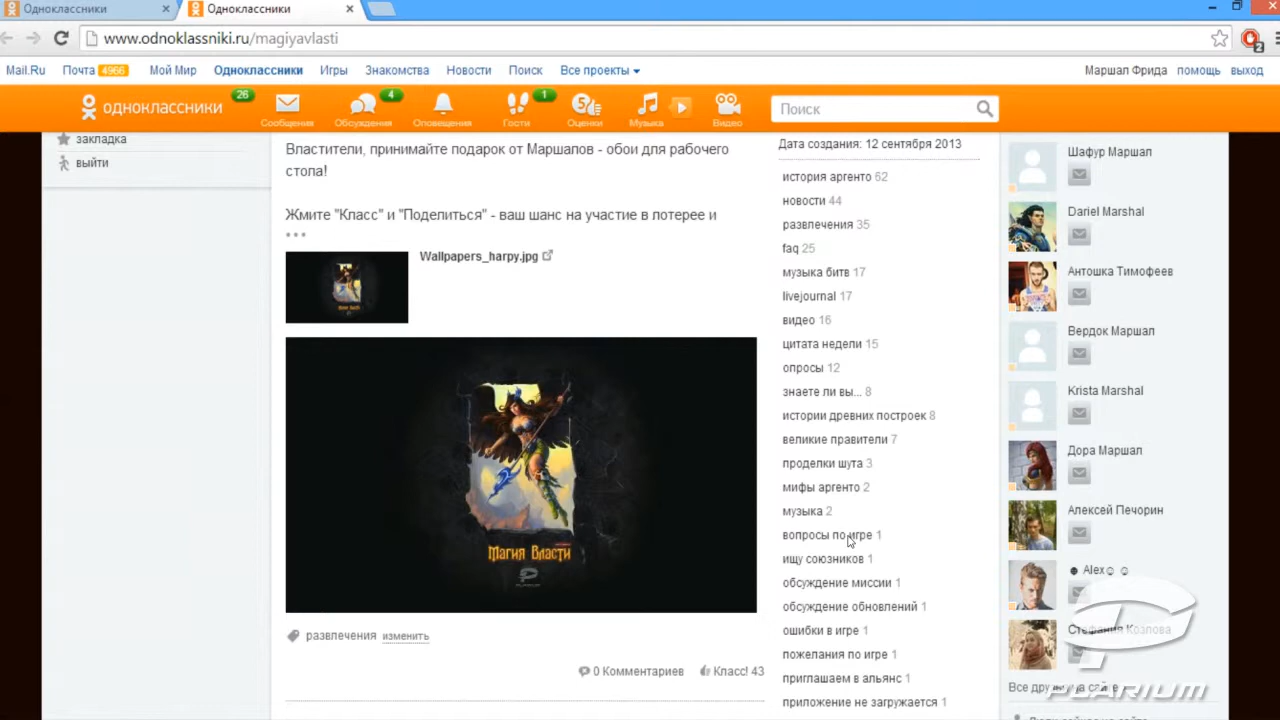 Одноклассники
Одноклассники
www.odnoklassniki.ru/magiyavlasti
2
Mail.Ru Почта 4966 Мой Мир Одноклассники Игры Знакомства Новости Поиск Все проекты Маршал Фрида помощь выход
одноклассники 26
Сообщения
4 Обсуждения
Оповещения
1 Гости
5 Оценки
Музыка
Видео
Поиск
закладка
выйти
Властители, принимайте подарок от Маршалов - обои для рабочего
стола!
Жмите "Класс" и "Поделиться" - ваш шанс на участие в лотерее и
Wallpapers_harpy.jpg
Магия Власти
развлечения изменить
0 Комментариев Класс! 43
Дата создания: 12 сентября 2013
история аргенто 62
новости 44
развлечения 35
faq 25
музыка битв 17
livejournal 17
видео 16
цитата недели 15
опросы 12
знаете ли вы... 8
истории древних построек 8
великие правители 7
проделки шута 3
мифы аргенто 2
музыка 2
вопросы по игре 1
ищу союзников 1
обсуждение миссии 1
обсуждение обновлений 1
ошибки в игре 1
пожелания по игре 1
приглашаем в альянс 1
приложение не загружается 1
Шафур Маршал
Dariel Marshal
Антошка Тимофеев
Вердок Маршал
Krista Marshal
Дора Маршал
Алексей Печорин
☻ Alex☺ ☺
Стефания Козлова
Все друзья на сайте
PLARIUM